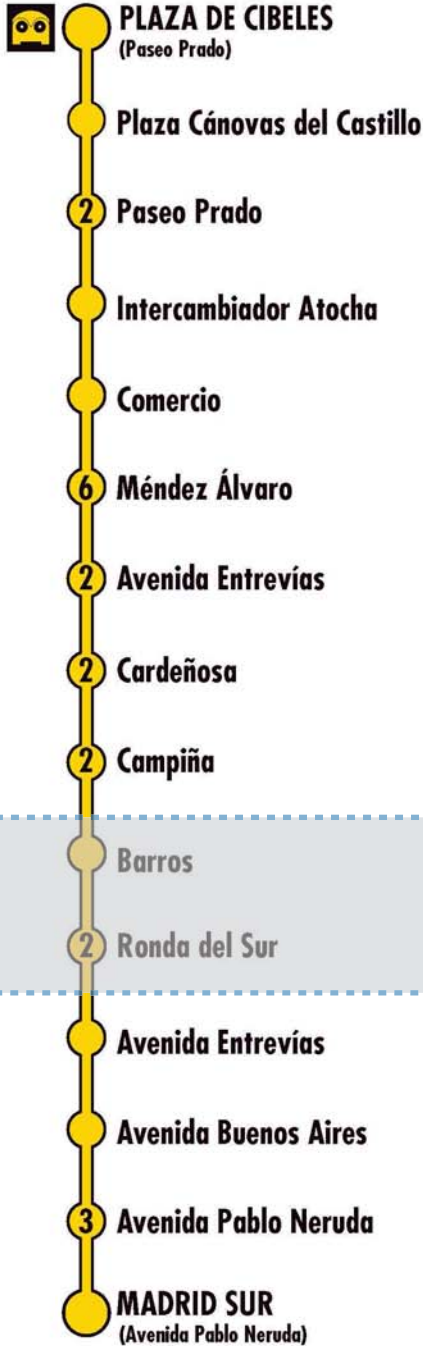 PLAZA DE CIBELES
(Paseo Prado)
Plaza Cánovas del Castillo
2 Paseo Prado
Intercambiador Atocha
Comercio
6 Méndez Álvaro
2 Avenida Entrevías
2 Cardeñosa
2 Campiña
Barros
2 Ronda del Sur
Avenida Entrevías
Avenida Buenos Aires
3 Avenida Pablo Neruda
MADRID SUR
(Avenida Pablo Neruda)